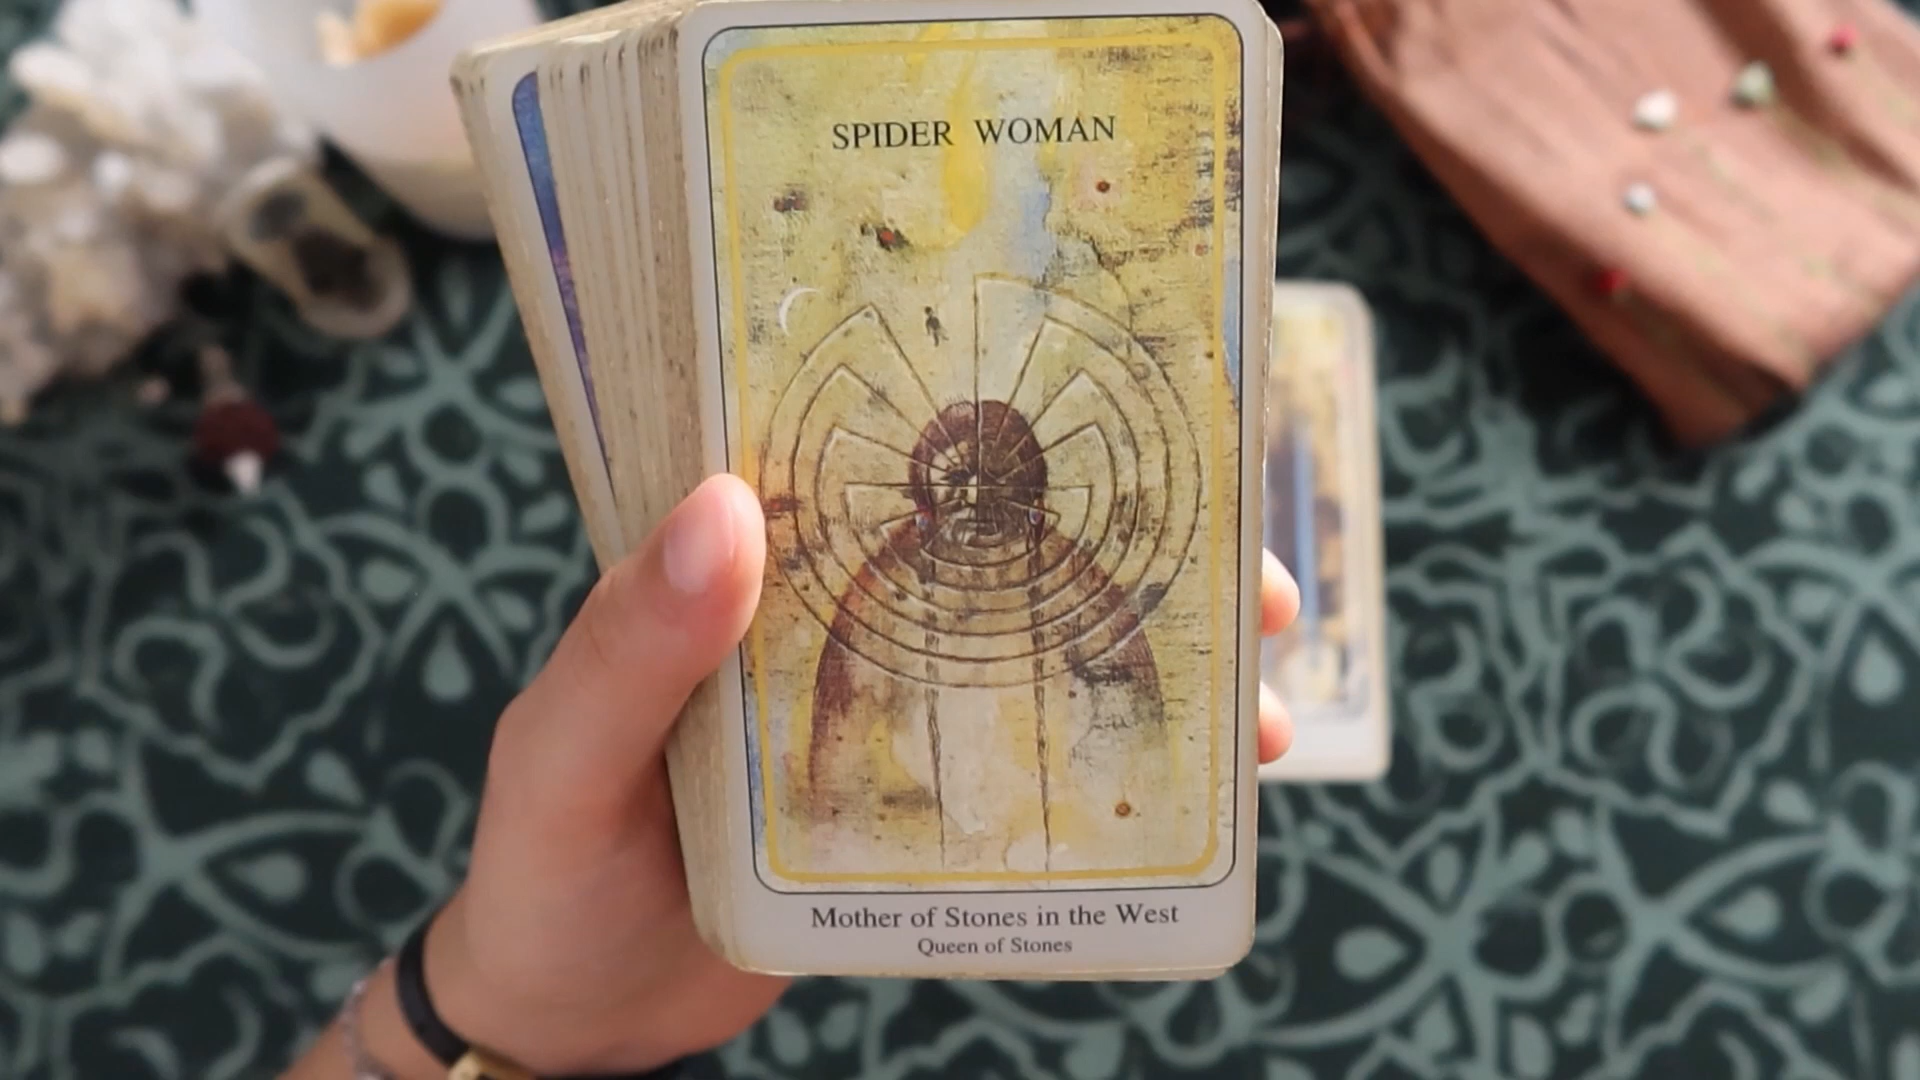 SPIDER WOMAN
Mother of Stones in the West
Queen of Stones